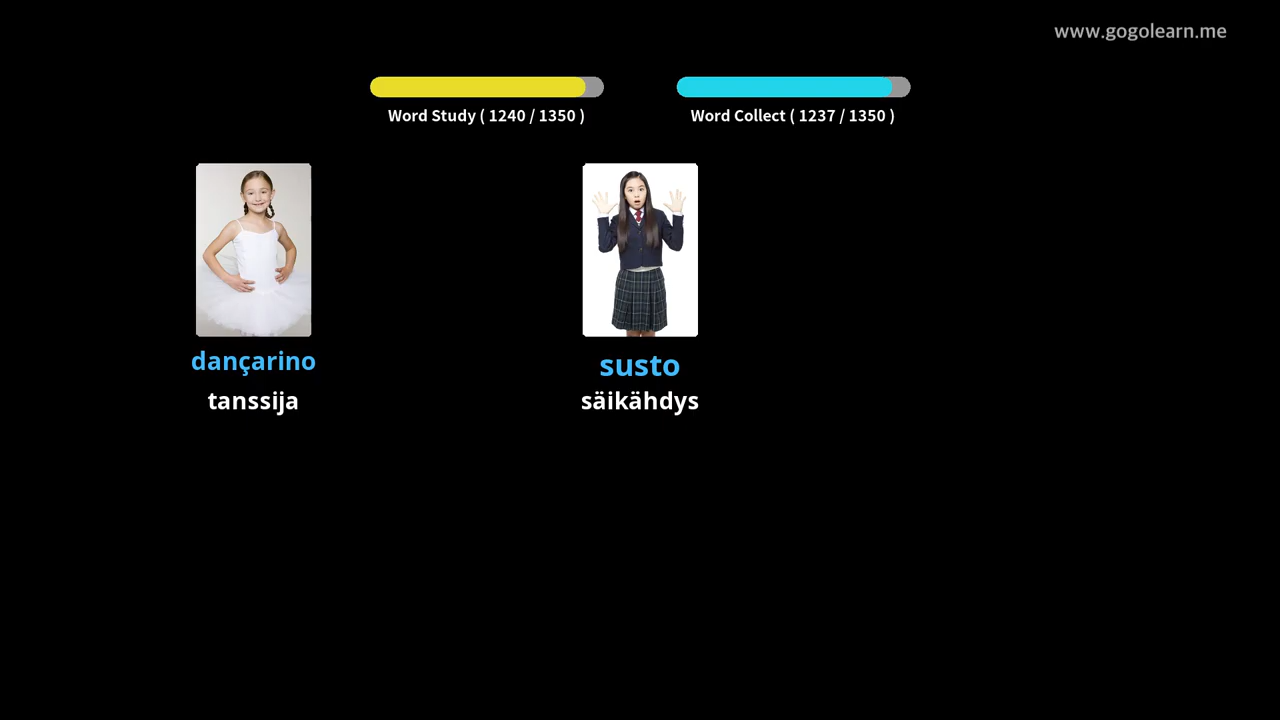 www.gogolearn.me
Word Study ( 1240 / 1350 )
Word Collect ( 1237 / 1350 )
dançarino
tanssija
susto
säikähdys